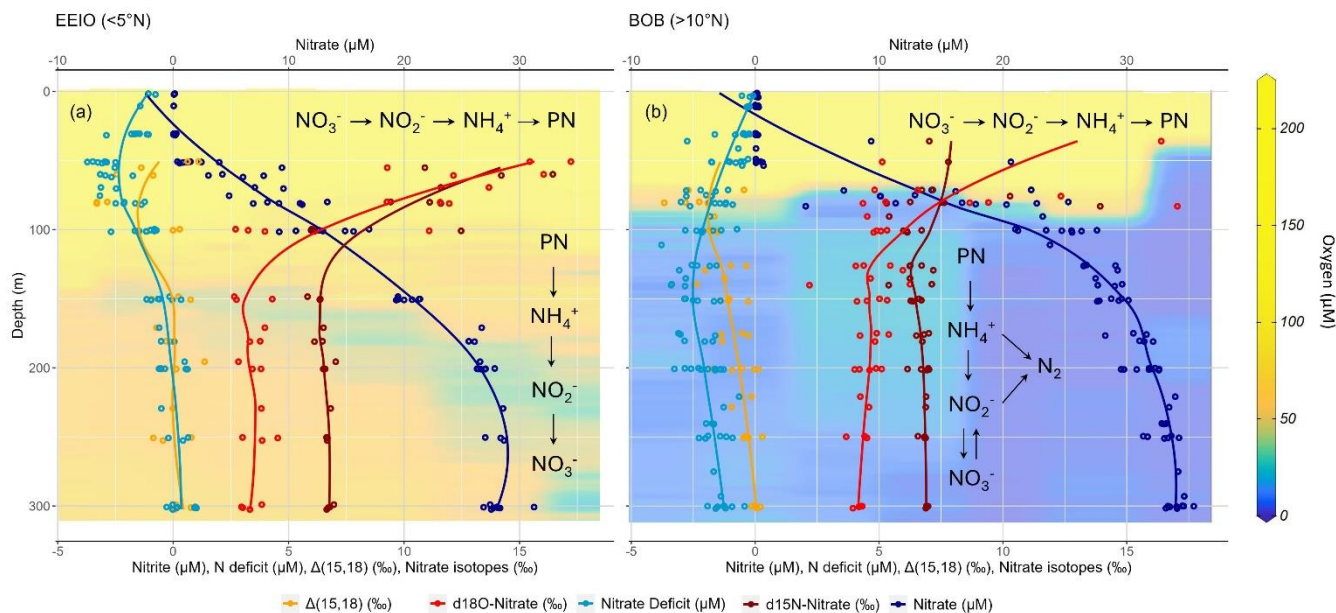 EEIO (<5°N)
BOB (>10°N)
Nitrate (μM)
Nitrate (μM)
-10 0 10 20 30
-10 0 10 20 30
(a)
NO₃⁻ → NO₂⁻ → NH₄⁺ → PN
(b)
NO₃⁻ → NO₂⁻ → NH₄⁺ → PN
Depth (m)
0
50
100
150
200
250
300
PN
NH₄⁺
NO₂⁻
NO₃⁻
PN
NH₄⁺
N₂
NO₂⁻
NO₃⁻
200
150
100
50
0
Oxygen (μM)
-5 0 5 10 15
-5 0 5 10 15
Nitrite (μM), N deficit (μM), Δ(15,18) (‰), Nitrate isotopes (‰)
Nitrite (μM), N deficit (μM), Δ(15,18) (‰), Nitrate isotopes (‰)
Δ(15,18) (‰) d18O-Nitrate (‰) Nitrate Deficit (μM) d15N-Nitrate (‰) Nitrate (μM)